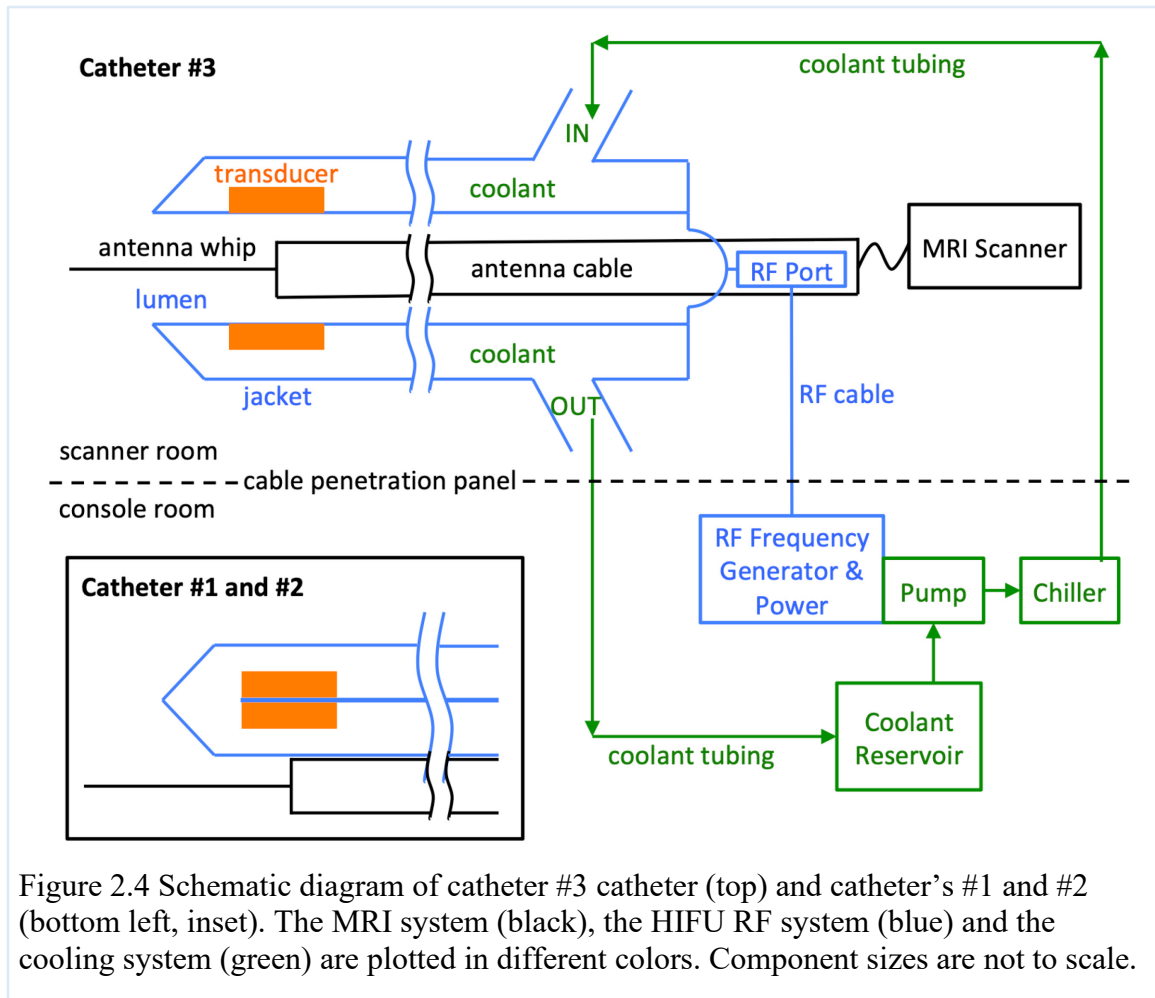 Catheter #3
coolant tubing
IN
transducer
coolant
antenna whip
antenna cable
RF Port
MRI Scanner
lumen
coolant
jacket
OUT
RF cable
scanner room
cable penetration panel
console room
RF Frequency
Generator &
Power
Pump
Chiller
Catheter #1 and #2
coolant tubing
Coolant
Reservoir
Figure 2.4 Schematic diagram of catheter #3 catheter (top) and catheter’s #1 and #2
(bottom left, inset). The MRI system (black), the HIFU RF system (blue) and the
cooling system (green) are plotted in different colors. Component sizes are not to scale.